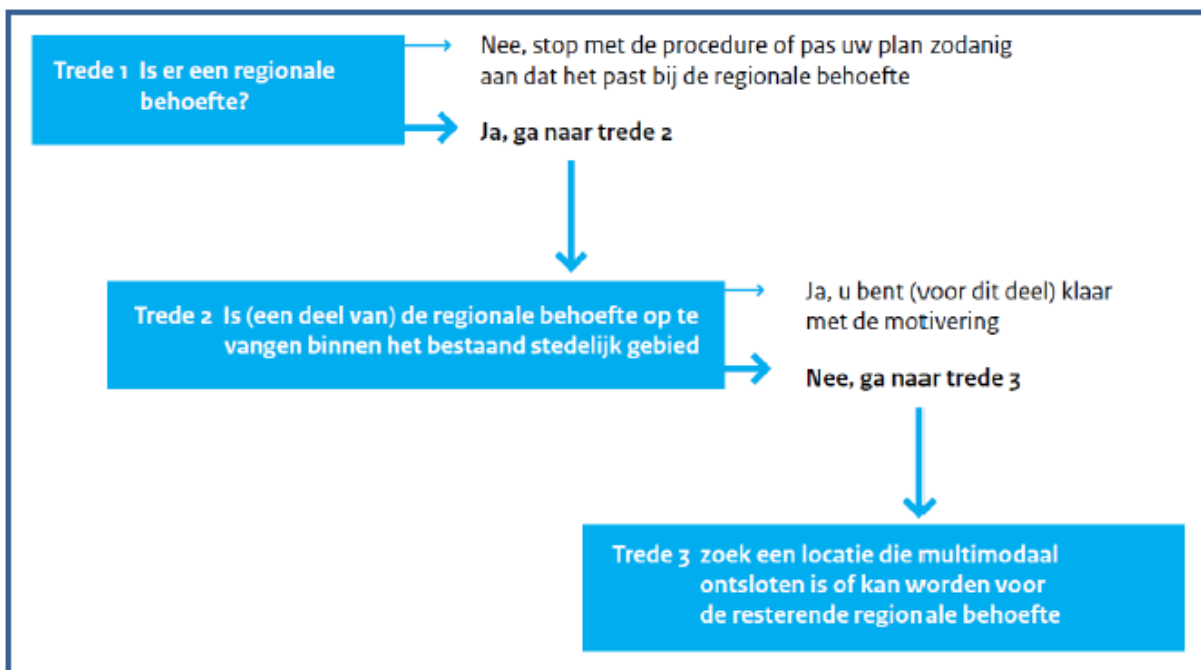 Trede 1 Is er een regionale
behoefte?
Nee, stop met de procedure of pas uw plan zodanig
aan dat het past bij de regionale behoefte
Ja, ga naar trede 2
Trede 2 Is (een deel van) de regionale behoefte op te
vangen binnen het bestaand stedelijk gebied
Ja, u bent (voor dit deel) klaar
met de motivering
Nee, ga naar trede 3
Trede 3 zoek een locatie die multimodaal
ontsloten is of kan worden voor
de resterende regionale behoefte